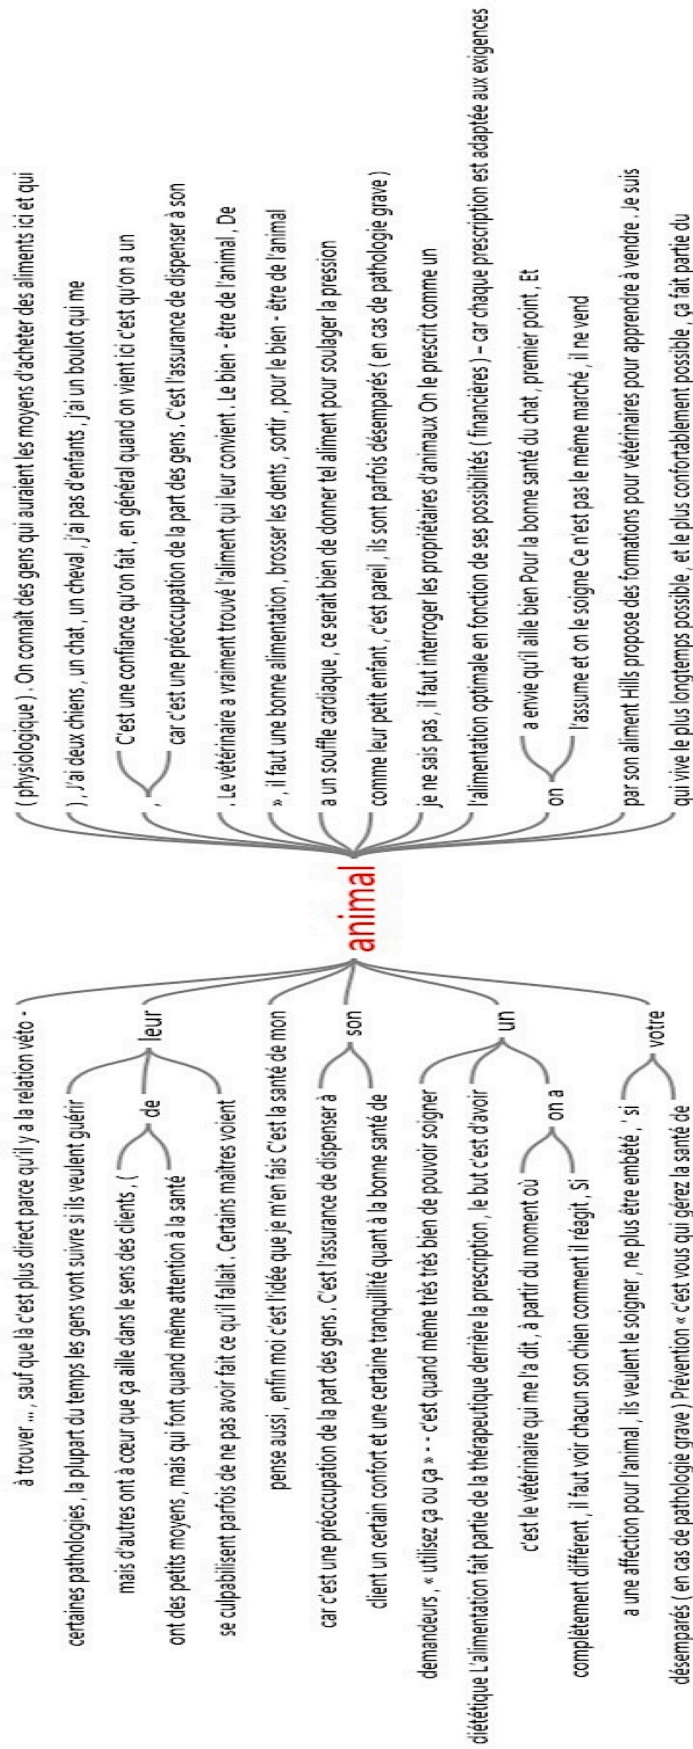 à trouver ... , sauf que là c'est plus direct parce qu'il y a la relation véto -
certaines pathologies , la plupart du temps les gens vont suivre si ils veulent guérir
mais d'autres ont à cœur que ça aille dans le sens des clients , (
ont des petits moyens , mais qui font quand même attention à la santé
de
se culpabilisent parfois de ne pas avoir fait ce qu'il fallait . Certains maîtres voient
leur
pense aussi , enfin moi c'est l'idée que je m'en fais C'est la santé de mon
car c'est une préoccupation de la part des gens . C'est l'assurance de dispenser à
client un certain confort et une certaine tranquillité quant à la bonne santé de
son
demandeurs , « utilisez ça ou ça » - - c'est quand même très très bien de pouvoir soigner
diététique L'alimentation fait partie de la thérapeutique derrière la prescription , le but c'est d'avoir
c'est le vétérinaire qui me l'a dit , à partir du moment où
complètement différent , il faut voir chacun son chien comment il réagit , Si
on a
un
a une affection pour l'animal , ils veulent le soigner , ne plus être embêté , ' si
désemparés ( en cas de pathologie grave ) Prévention « c'est vous qui gérez la santé de
votre
animal
( physiologique ) . On connaît des gens qui auraient les moyens d'acheter des aliments ici et qui
) , J'ai deux chiens , un chat , un cheval , j'ai pas d'enfants , j'ai un boulot qui me
,
C'est une confiance qu'on fait , en général quand on vient ici c'est qu'on a un
car c'est une préoccupation de la part des gens . C'est l'assurance de dispenser à son
. Le vétérinaire a vraiment trouvé l'aliment qui leur convient . Le bien - être de l'animal , De
» , il faut une bonne alimentation , brosser les dents , sortir , pour le bien - être de l'animal
a un souffle cardiaque , ce serait bien de donner tel aliment pour soulager la pression
comme leur petit enfant , c'est pareil , ils sont parfois désemparés ( en cas de pathologie grave )
je ne sais pas , il faut interroger les propriétaires d'animaux On le prescrit comme un
l'alimentation optimale en fonction de ses possibilités ( financières ) – car chaque prescription est adaptée aux exigences
on
a envie qu'il aille bien Pour la bonne santé du chat , premier point , Et
l'assume et on le soigne Ce n'est pas le même marché , il ne vend
par son aliment Hills propose des formations pour vétérinaires pour apprendre à vendre . Je suis
qui vive le plus longtemps possible , et le plus confortablement possible , ça fait partie du